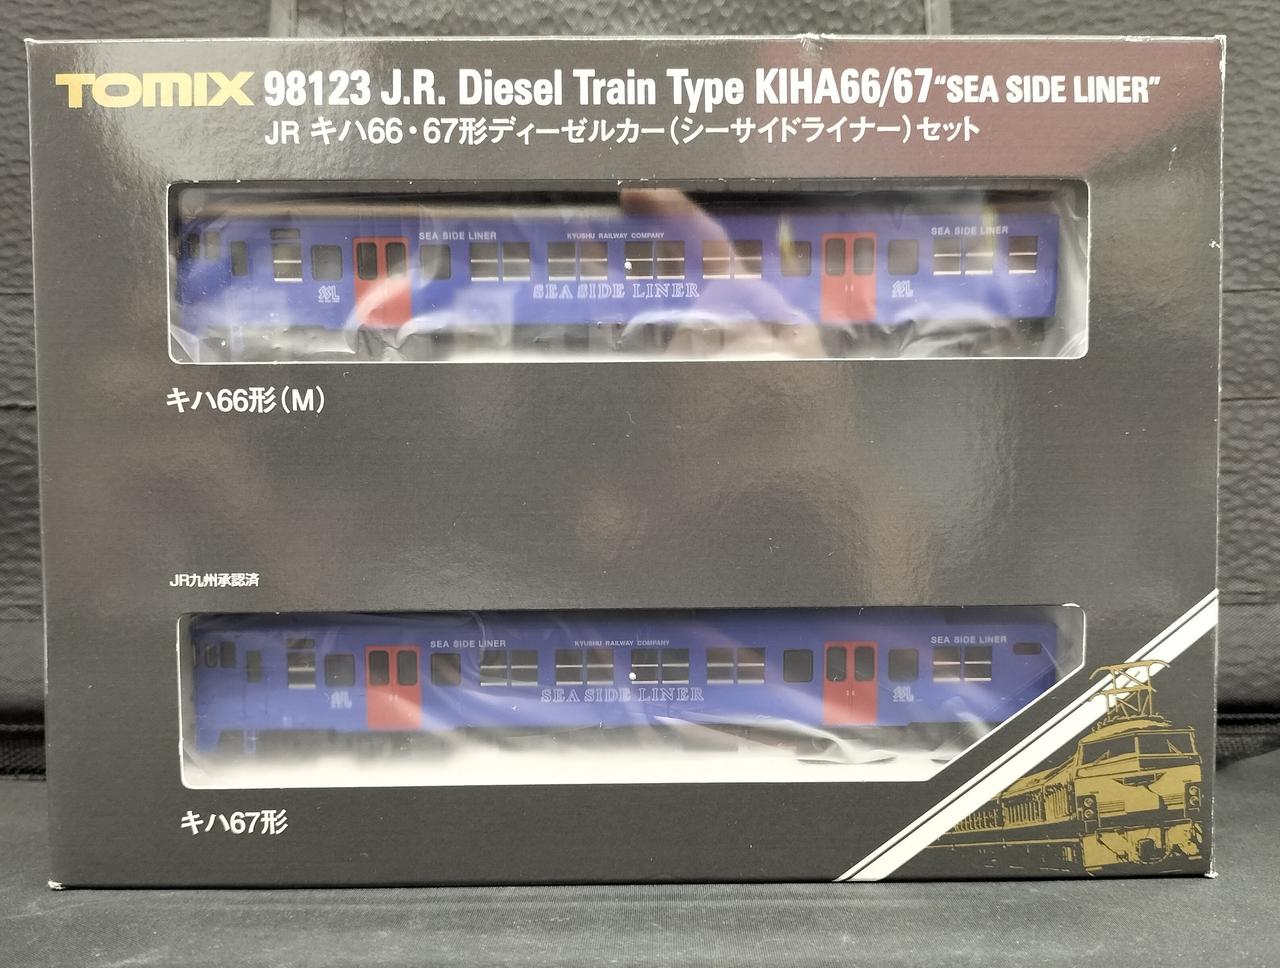 TOMIX 98123 J.R. Diesel Train Type KIHA66/67 “SEA SIDE LINER”
JR キハ66・67形ディーゼルカー(シーサイドライナー)セット
SEA SIDE LINER KYUSHU RAILWAY COMPANY SEA SIDE LINER
SEA SIDE LINER
キハ66形(M)
JR九州承認済
SEA SIDE LINER KYUSHU RAILWAY COMPANY SEA SIDE LINER
SEA SIDE LINER
キハ67形